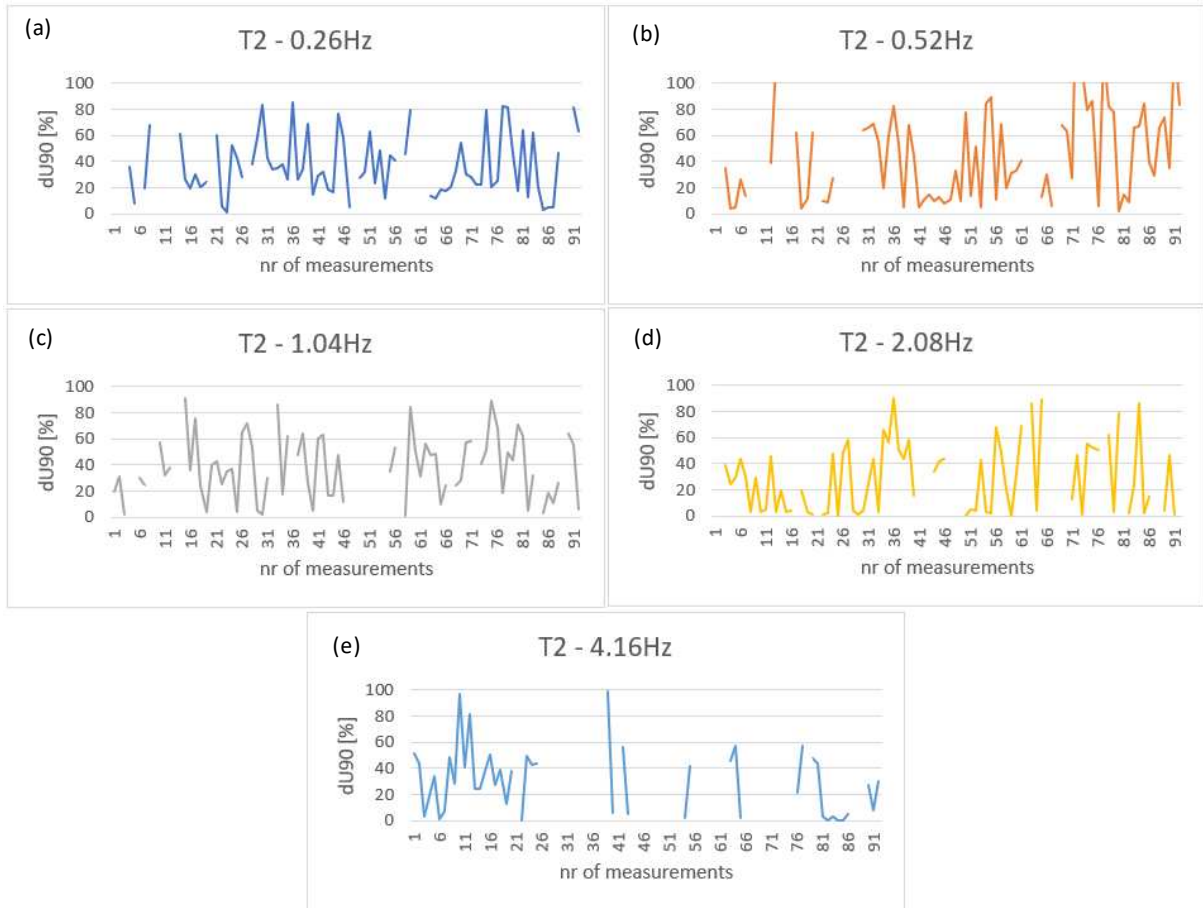 (a)
T2 - 0.26Hz
100
80
60
40
20
0
dU90 [%]
1 6 11 16 21 26 31 36 41 46 51 56 61 66 71 76 81 86 91
nr of measurements
(b)
T2 - 0.52Hz
100
80
60
40
20
0
dU90 [%]
1 6 11 16 21 26 31 36 41 46 51 56 61 66 71 76 81 86 91
nr of measurements
(c)
T2 - 1.04Hz
100
80
60
40
20
0
dU90 [%]
1 6 11 16 21 26 31 36 41 46 51 56 61 66 71 76 81 86 91
nr of measurements
(d)
T2 - 2.08Hz
100
80
60
40
20
0
dU90 [%]
1 6 11 16 21 26 31 36 41 46 51 56 61 66 71 76 81 86 91
nr of measurements
(e)
T2 - 4.16Hz
100
80
60
40
20
0
dU90 [%]
1 6 11 16 21 26 31 36 41 46 51 56 61 66 71 76 81 86 91
nr of measurements